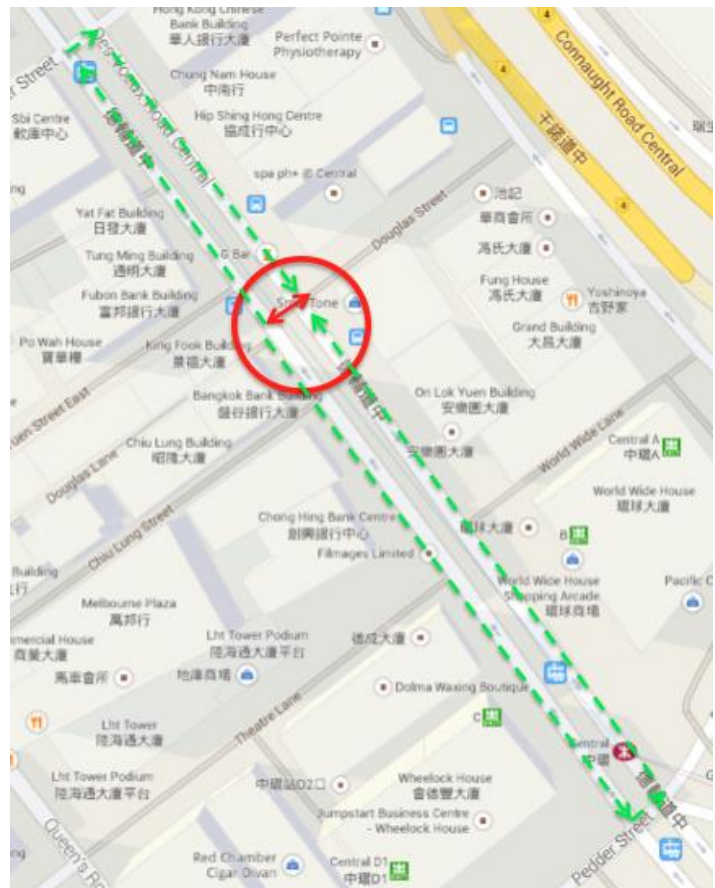 Hong Kong Chinese
Bank Building
華人銀行大廈
Perfect Pointe
Physiotherapy
Des Voeux Road Central
德輔道中
Chung Nam House
中南行
Connaught Road Central
干諾道中
4
4
4
4
Street
Sbi Centre
軟庫中心
Hip Shing Hong Centre
協成行中心
spa ph+ @ Central
池記
華商會所
馮氏大廈
Yat Fat Building
日發大廈
Douglas Street
Tung Ming Building
通明大廈
G Bar
Fung House
馮氏大廈
Yoshinoya
吉野家
Fubon Bank Building
富邦銀行大廈
Tone
Grand Building
大昌大廈
Po Wah House
寶華樓
King Fook Building
景福大廈
德輔道中
Bangkok Bank Building
盤谷銀行大廈
On Lok Yuen Building
安樂園大廈
安樂園大廈
Street East
World Wide Lane
Central A
中環A
Chiu Lung Building
昭隆大廈
Douglas Lane
World Wide House
環球大廈
Chiu Lung Street
Chong Hing Bank Centre
創興銀行中心
環球大廈
B
Filmages Limited
World Wide House
Shopping Arcade
環球商場
Pacific
Building
Melbourne Plaza
萬邦行
House
商業大廈
Lht Tower Podium
陸海通大廈平台
德成大廈
馬車會所
地庫商場
Dolma Waxing Boutique
C
Theatre Lane
Lht Tower
陸海通大廈
Central
中環
Lht Tower Podium
陸海通大廈平台
中環站D2
Wheelock House
會德豐大廈
德輔道中
Jumpstart Business Centre
- Wheelock House
Pedder Street
Queen's
Red Chamber
Cigar Divan
Central D1
中環D1